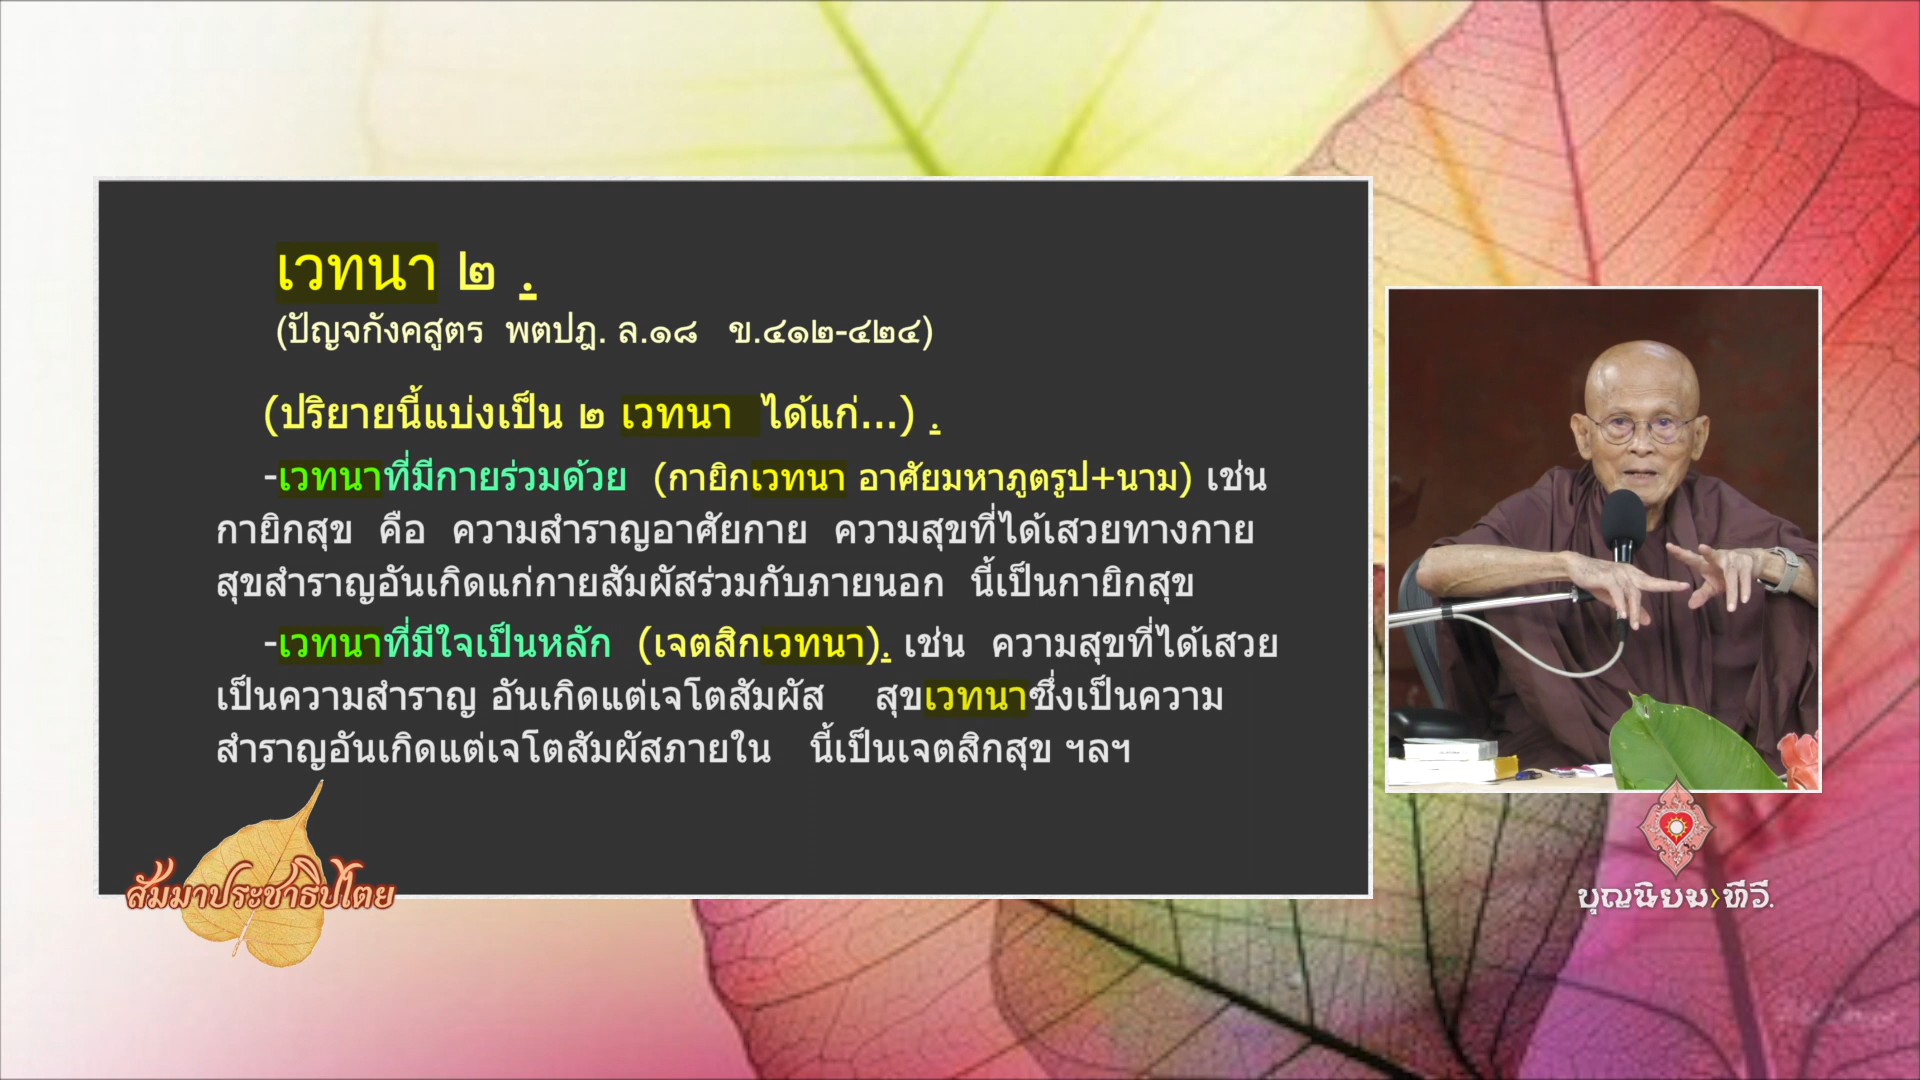 เวทนา ๒ .
(ปัญจกังคสูตร พตปฎ. ล.๑๘ ข.๔๑๒-๔๒๔)
(ปริยายนี้แบ่งเป็น ๒ เวทนา ได้แก่...) .
-เวทนาที่มีกายร่วมด้วย (กายิกเวทนา อาศัยมหาภูตรูป+นาม) เช่น
กายิกสุข คือ ความสำราญอาศัยกาย ความสุขที่ได้เสวยทางกาย
สุขสำราญอันเกิดแก่กายสัมผัสร่วมกับภายนอก นี้เป็นกายิกสุข
-เวทนาที่มีใจเป็นหลัก (เจตสิกเวทนา). เช่น ความสุขที่ได้เสวย
เป็นความสำราญ อันเกิดแต่เจโตสัมผัส สุขเวทนาซึ่งเป็นความ
สำราญอันเกิดแต่เจโตสัมผัสภายใน นี้เป็นเจตสิกสุข ฯลฯ
สัมมาประชาธิปไตย
บุญนิยม>ทีวี.